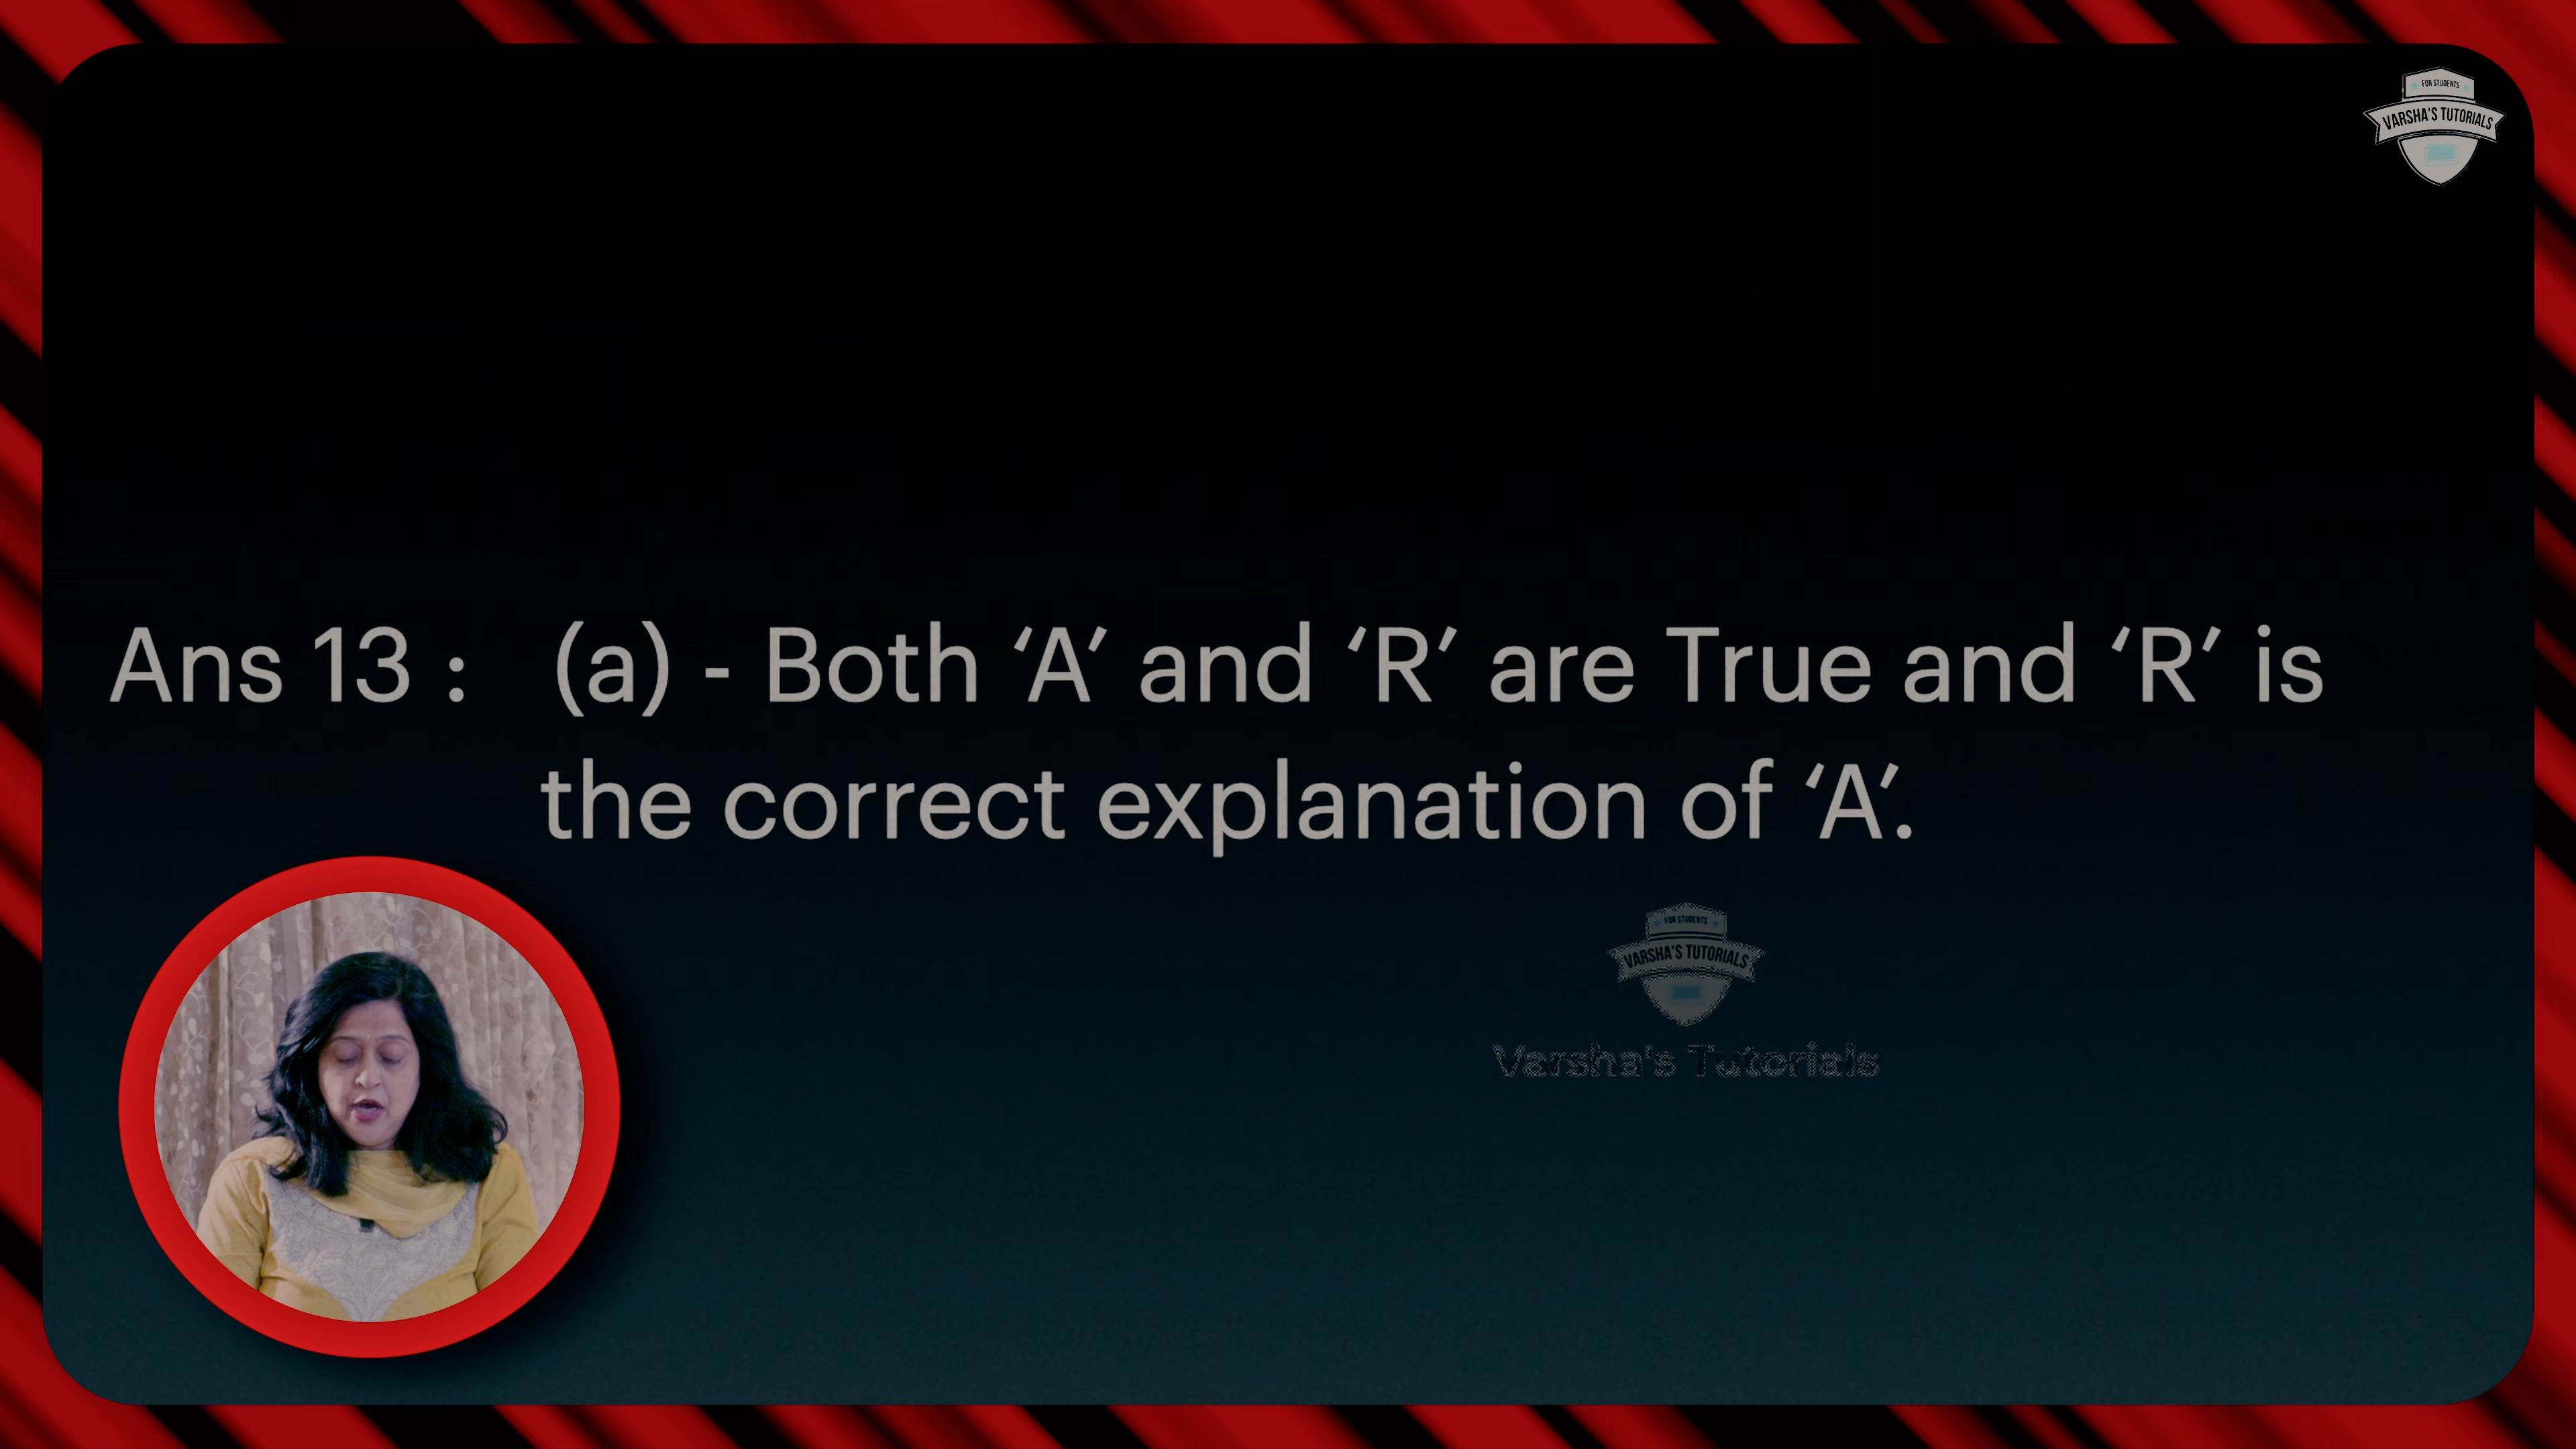 FOR STUDENTS
VARSHA'S TUTORIALS
Ans 13 : (a) - Both ‘A’ and ‘R’ are True and ‘R’ is
the correct explanation of ‘A’.
FOR STUDENTS
VARSHA'S TUTORIALS
Varsha's Tutorials